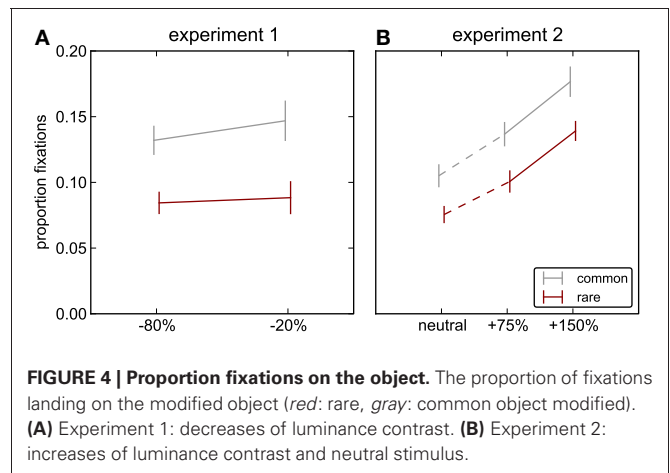 A experiment 1
B experiment 2
0.20
0.15
0.10
0.05
0.00
proportion fixations
-80% -20%
neutral +75% +150%
common
rare
FIGURE 4 | Proportion fixations on the object. The proportion of fixations
landing on the modified object (red: rare, gray: common object modified).
(A) Experiment 1: decreases of luminance contrast. (B) Experiment 2:
increases of luminance contrast and neutral stimulus.